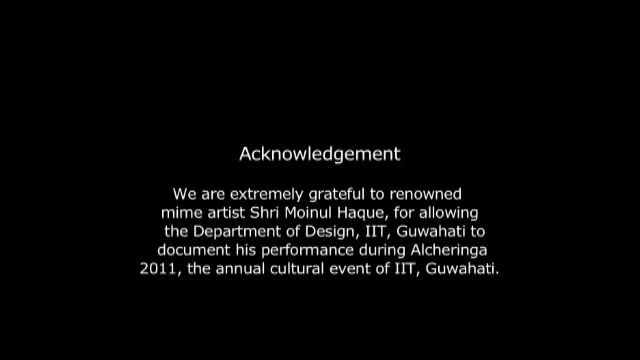 Acknowledgement
We are extremely grateful to renowned
mime artist Shri Moinul Haque, for allowing
the Department of Design, IIT, Guwahati to
document his performance during Alcheringa
2011, the annual cultural event of IIT, Guwahati.